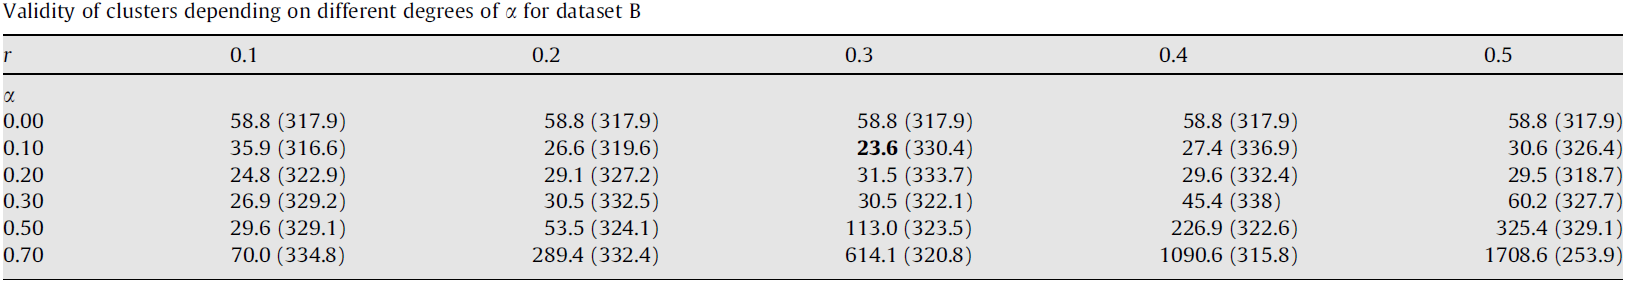 Validity of clusters depending on different degrees of α for dataset B
r 0.1 0.2 0.3 0.4 0.5
α
0.00 58.8 (317.9) 58.8 (317.9) 58.8 (317.9) 58.8 (317.9) 58.8 (317.9)
0.10 35.9 (316.6) 26.6 (319.6) 23.6 (330.4) 27.4 (336.9) 30.6 (326.4)
0.20 24.8 (322.9) 29.1 (327.2) 31.5 (333.7) 29.6 (332.4) 29.5 (318.7)
0.30 26.9 (329.2) 30.5 (332.5) 30.5 (322.1) 45.4 (338) 60.2 (327.7)
0.50 29.6 (329.1) 53.5 (324.1) 113.0 (323.5) 226.9 (322.6) 325.4 (329.1)
0.70 70.0 (334.8) 289.4 (332.4) 614.1 (320.8) 1090.6 (315.8) 1708.6 (253.9)